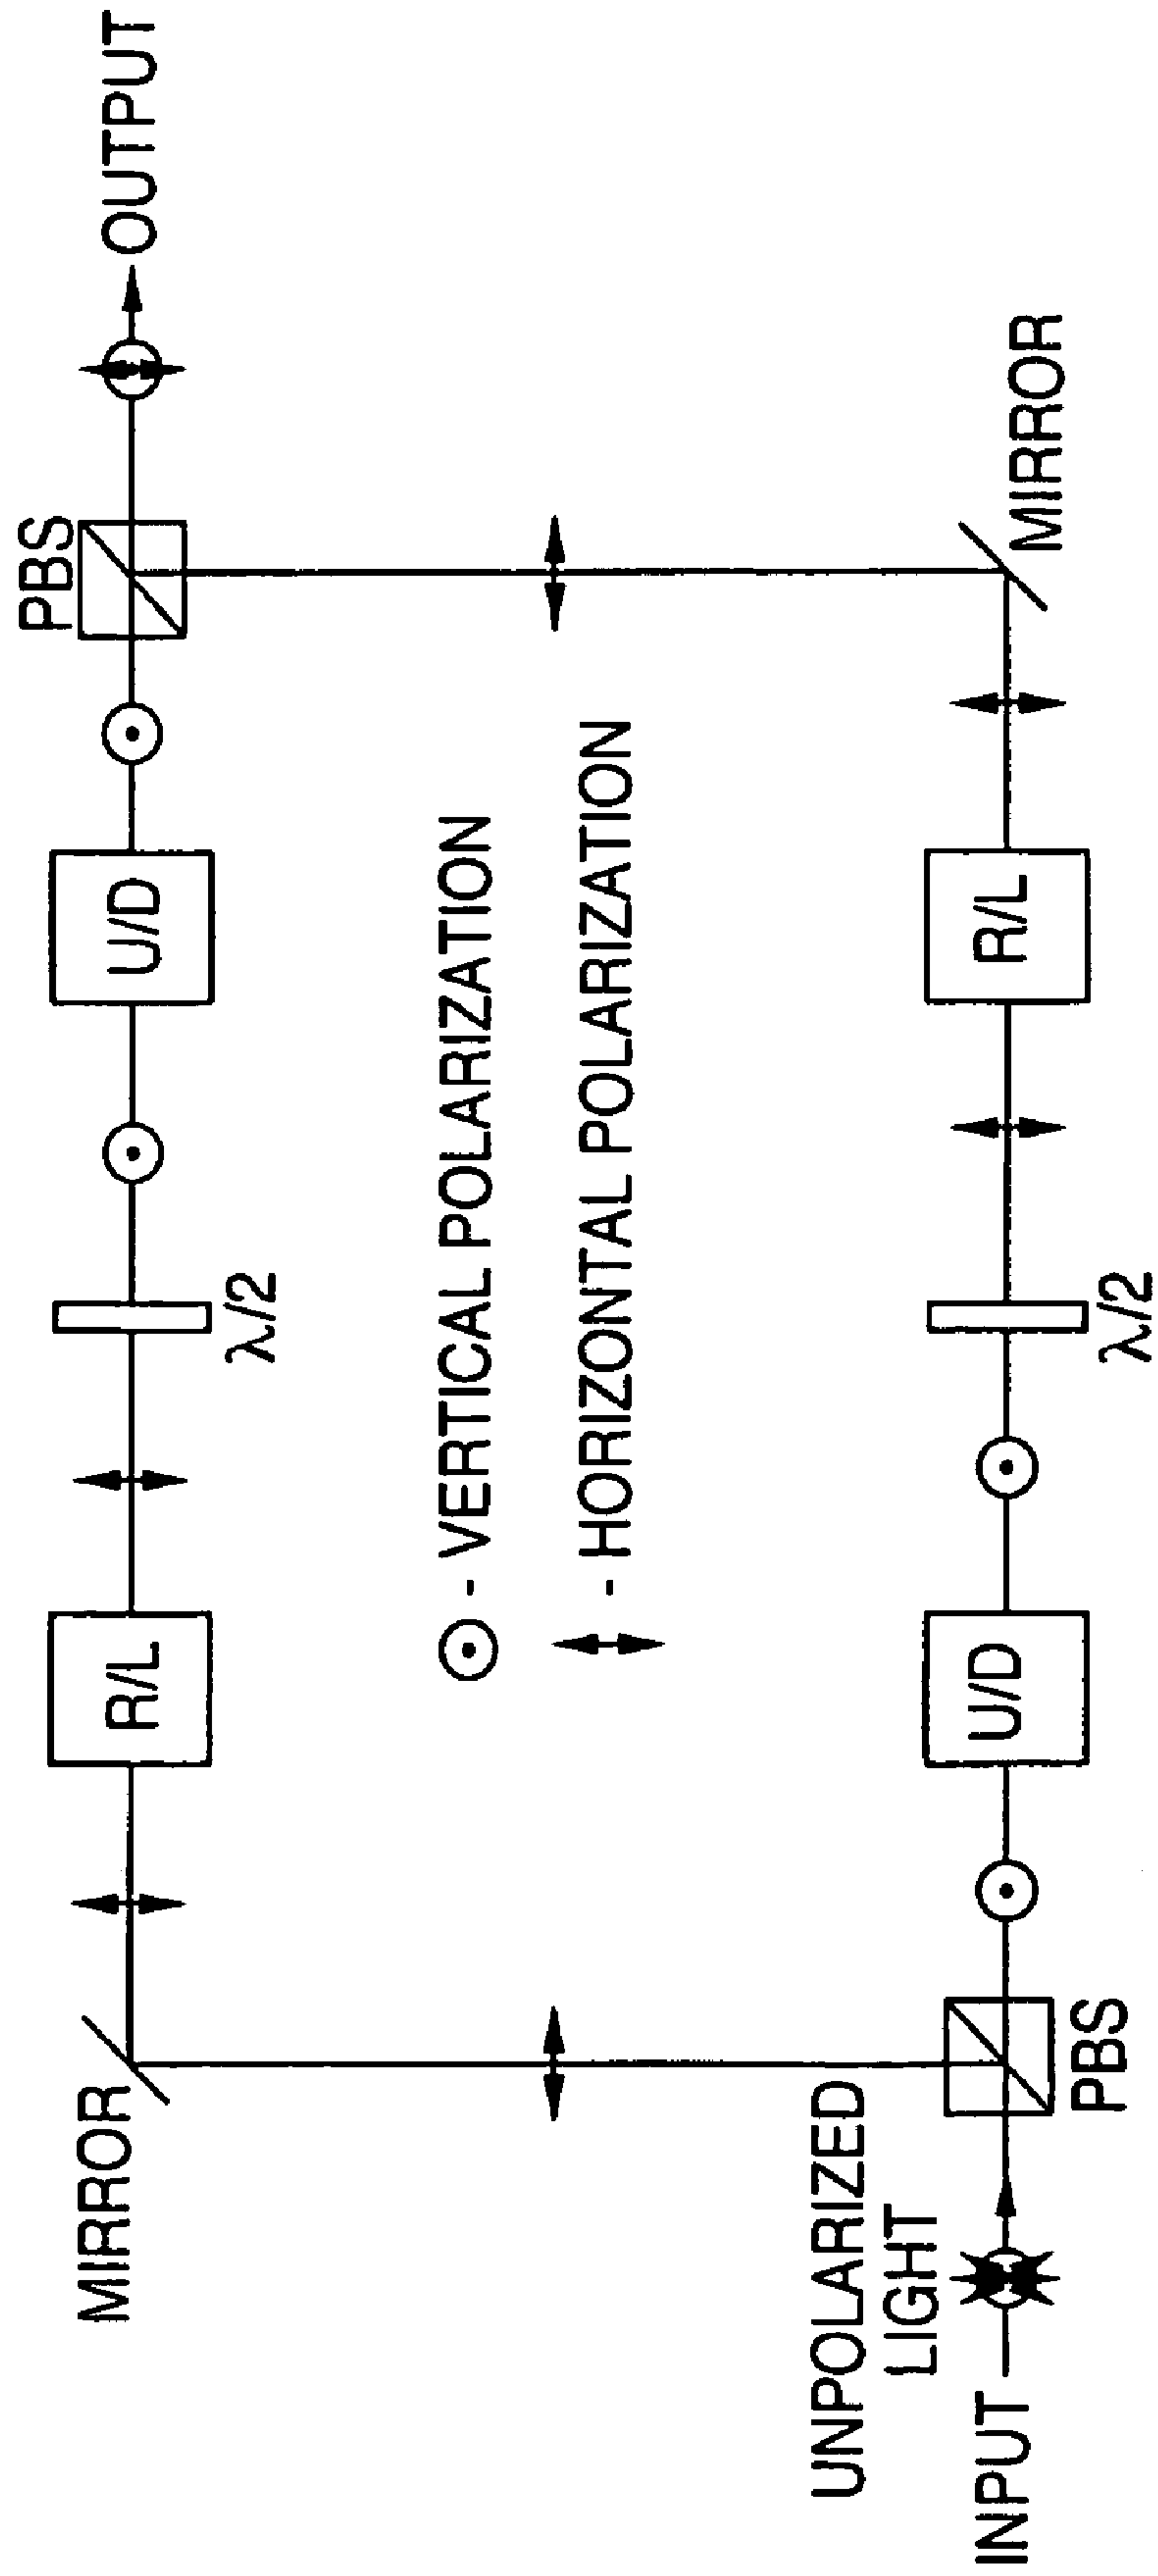 PBS
MIRROR
R/L
U/D
OUTPUT
λ/2
- VERTICAL POLARIZATION
- HORIZONTAL POLARIZATION
UNPOLARIZED
LIGHT
INPUT
U/D
R/L
MIRROR
PBS
λ/2